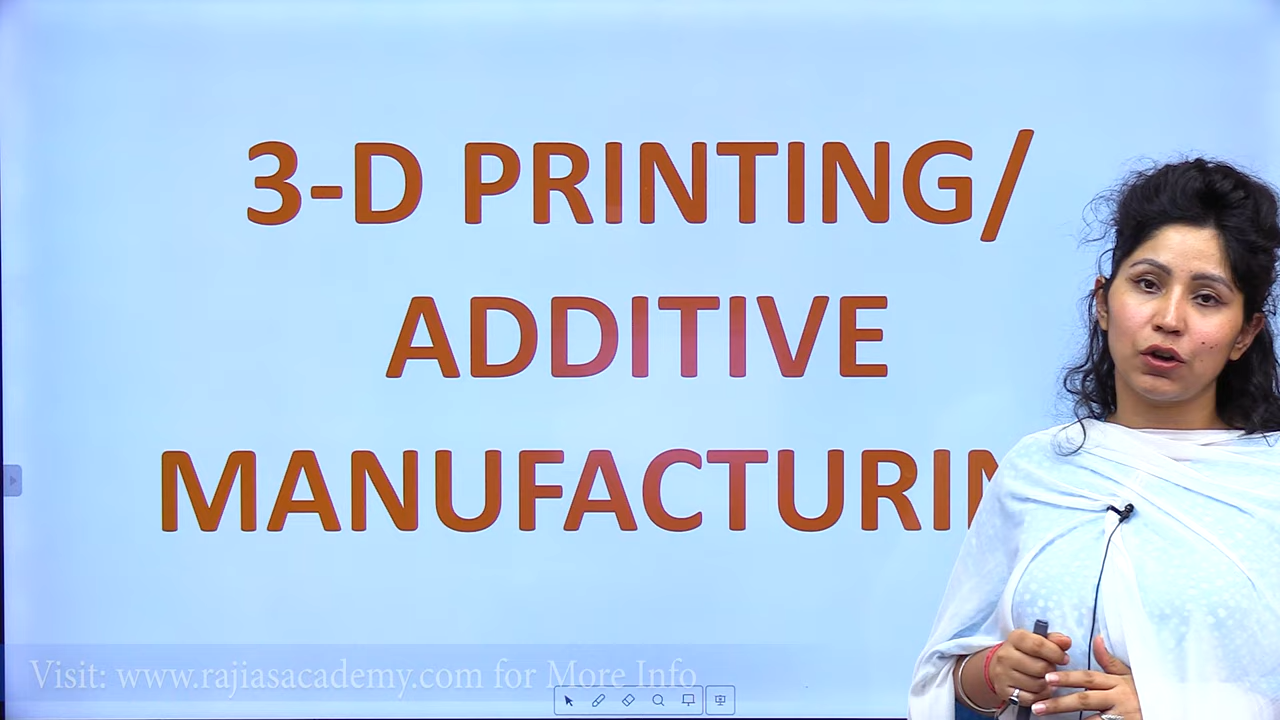 3-D PRINTING/
ADDITIVE
MANUFACTURIN
Visit: www.rajiasacademy.com for More Info